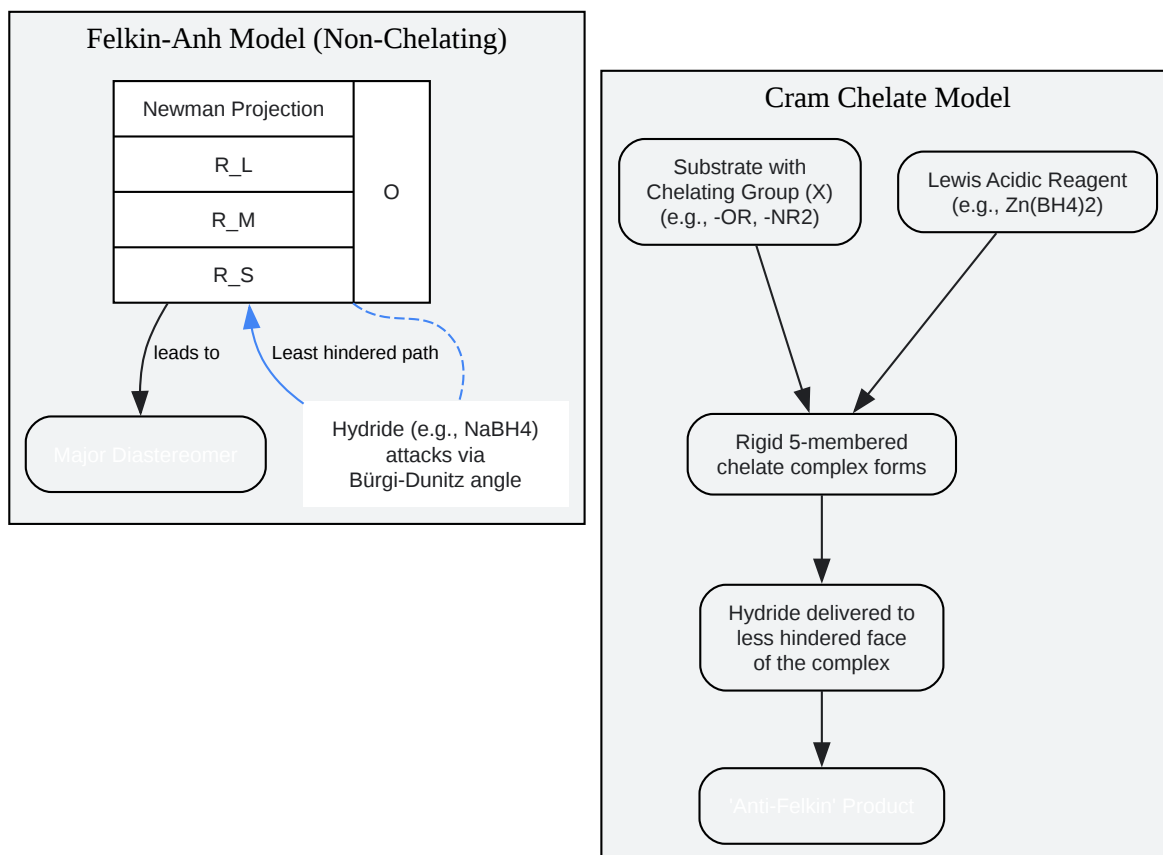 Felkin-Anh Model (Non-Chelating)
Newman Projection
R_L
R_M
R_S
O
leads to
Least hindered path
Major Diastereomer
Hydride (e.g., NaBH4)
attacks via
Bürgi-Dunitz angle
Cram Chelate Model
Substrate with
Chelating Group (X)
(e.g., -OR, -NR2)
Lewis Acidic Reagent
(e.g., Zn(BH4)2)
Rigid 5-membered
chelate complex forms
Hydride delivered to
less hindered face
of the complex
'Anti-Felkin' Product